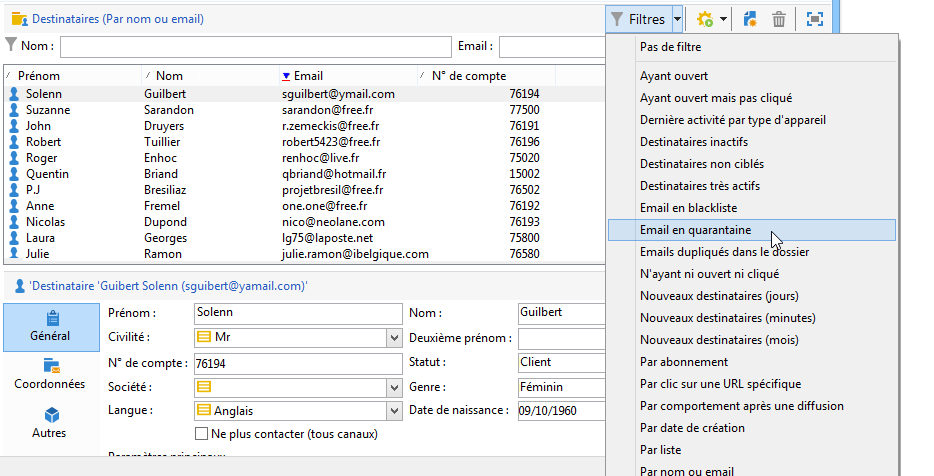 Destinataires (Par nom ou email)
Filtres
Nom :
Email :
Prénom Nom Email N° de compte
Solenn Guilbert sguilbert@ymail.com 76194
Suzanne Sarandon sarandon@free.fr 77500
John Druyers r.zemeckis@free.fr 76191
Robert Tuillier robert5423@free.fr 76196
Roger Enhoc renhoc@live.fr 75020
Quentin Briand qbriand@hotmail.fr 15002
P.J Bresiliaz projetbresil@free.fr 76502
Anne Fremel one.one@free.fr 76192
Nicolas Dupond nico@neolane.com 76193
Laura Georges lg75@laposte.net 75800
Julie Ramon julie.ramon@ibelgique.com 76580
'Destinataire 'Guibert Solenn (sguibert@yamail.com)'
Général
Coordonnées
Autres
Prénom : Solenn Nom : Guilbert
Civilité : Mr Deuxième prénom :
N° de compte : 76194 Statut : Client
Société : Genre : Féminin
Langue : Anglais Date de naissance : 09/10/1960
Ne plus contacter (tous canaux)
Paramètres principaux
Pas de filtre
Ayant ouvert
Ayant ouvert mais pas cliqué
Dernière activité par type d'appareil
Destinataires inactifs
Destinataires non ciblés
Destinataires très actifs
Email en blackliste
Email en quarantaine
Emails dupliqués dans le dossier
N'ayant ni ouvert ni cliqué
Nouveaux destinataires (jours)
Nouveaux destinataires (minutes)
Nouveaux destinataires (mois)
Par abonnement
Par clic sur une URL spécifique
Par comportement après une diffusion
Par date de création
Par liste
Par nom ou email